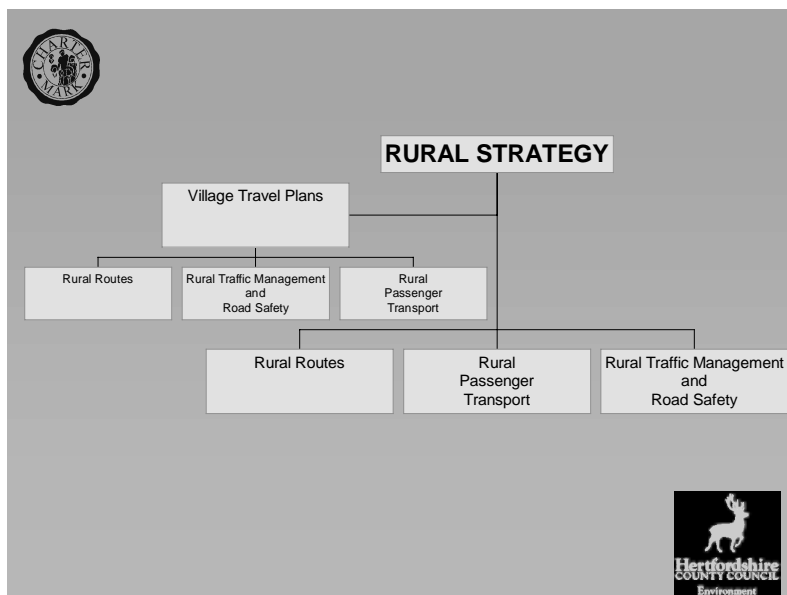 CHARTER
MARK
RURAL STRATEGY
Village Travel Plans
Rural Routes
Rural Traffic Management
and
Road Safety
Rural
Passenger
Transport
Rural Routes
Rural
Passenger
Transport
Rural Traffic Management
and
Road Safety
Hertfordshire
COUNTY COUNCIL
Environment